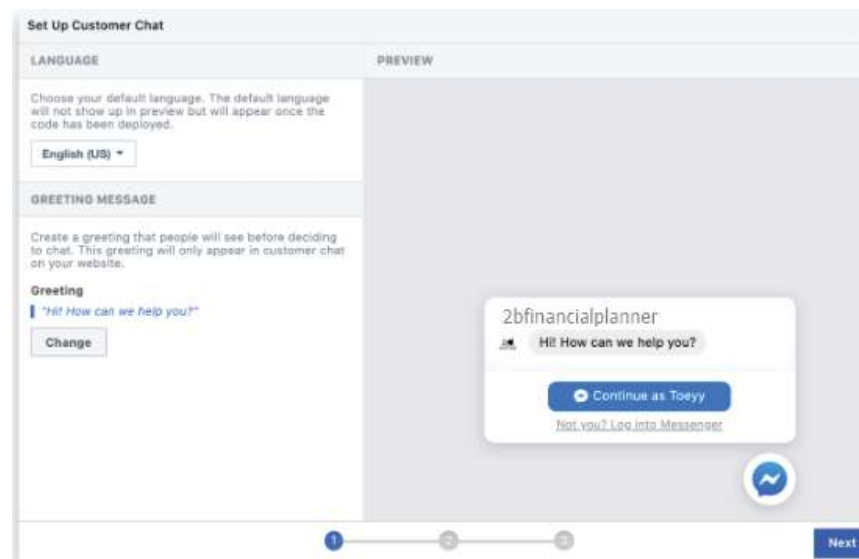 Set Up Customer Chat
LANGUAGE
Choose your default language. The default language
will not show up in preview but will appear once the
code has been deployed.
English (US)
GREETING MESSAGE
Create a greeting that people will see before deciding
to chat. This greeting will only appear in customer chat
on your website.
Greeting
"Hi! How can we help you?"
Change
PREVIEW
2bfinancialplanner
Hi! How can we help you?
Continue as Toeyy
Not you? Log into Messenger
1
2
3
Next